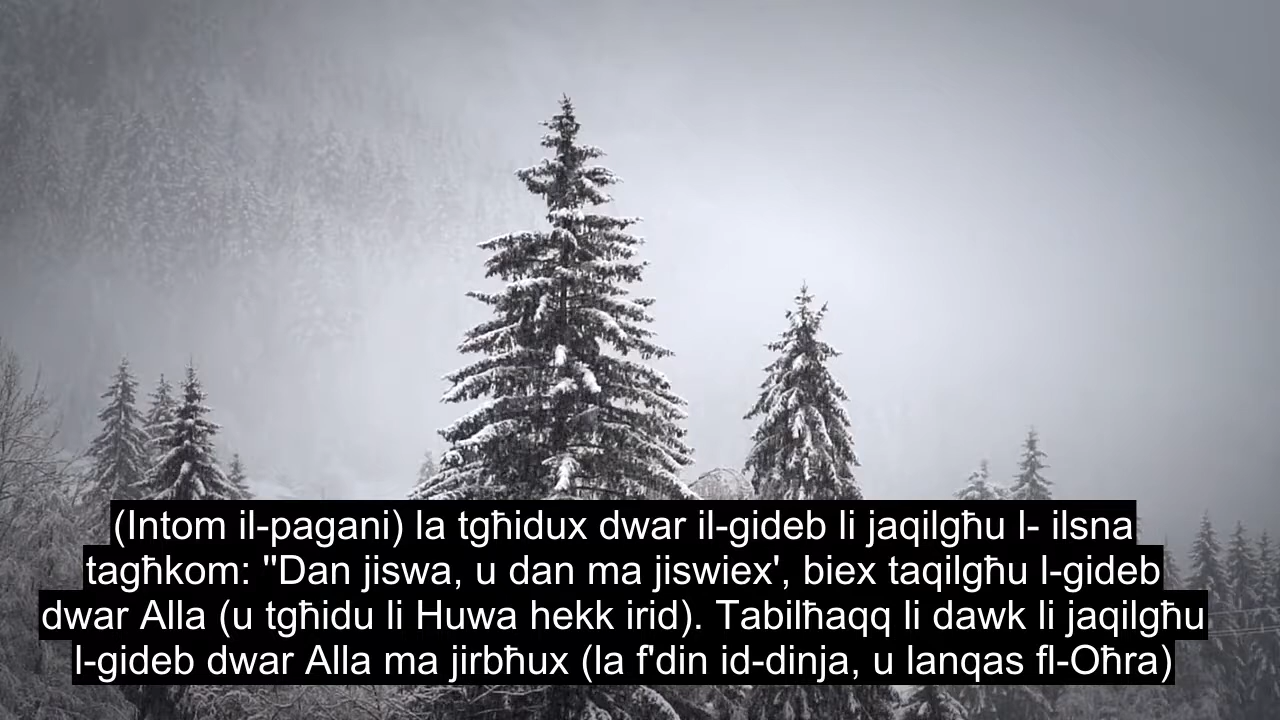 (Intom il-pagani) la tgħidux dwar il-gideb li jaqilgħu l- ilsna
tagħkom: "Dan jiswa, u dan ma jiswiex', biex taqilgħu l-gideb
dwar Alla (u tgħidu li Huwa hekk irid). Tabilħaqq li dawk li jaqilgħu
l-gideb dwar Alla ma jirbħux (la f'din id-dinja, u lanqas fl-Oħra)